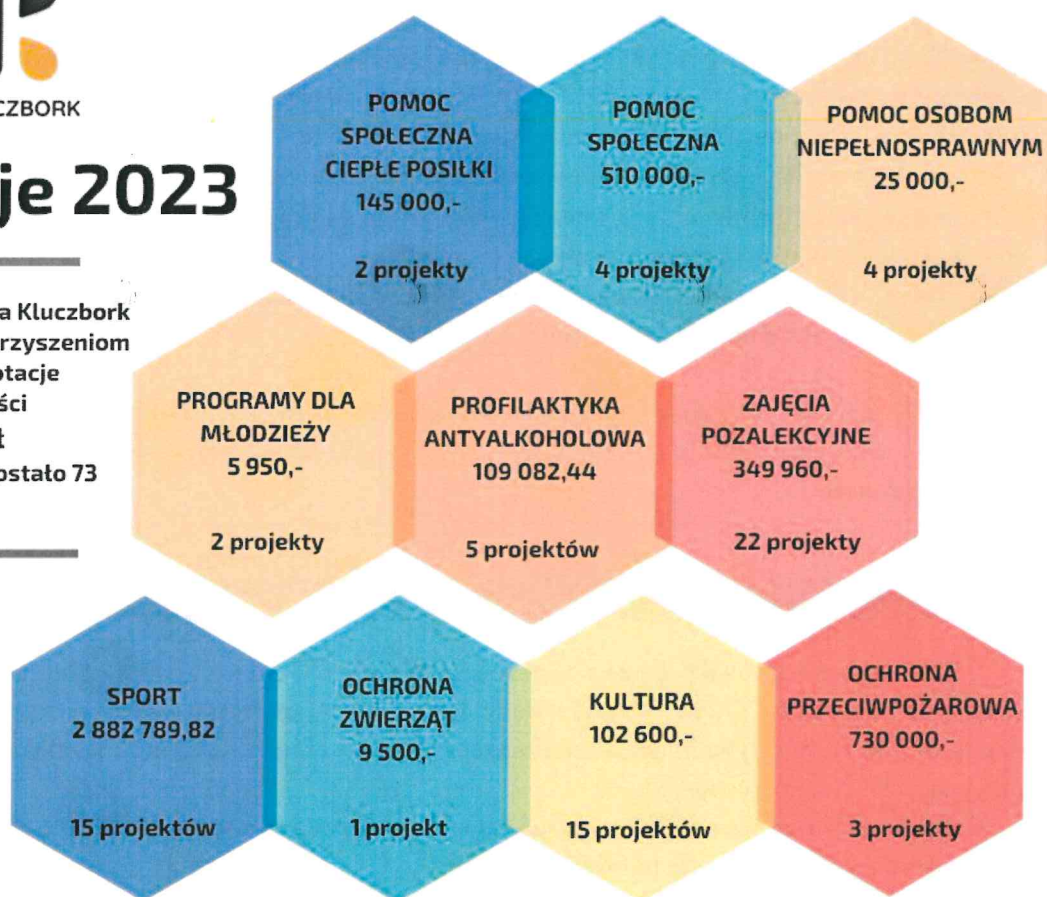 CZBORK
je 2023
a Kluczbork
rzyszeniom
otacje
ści
ł
ostało 73
POMOC
SPOŁECZNA
CIEPŁE POSIŁKI
145 000,-
2 projekty
POMOC
SPOŁECZNA
510 000,-
4 projekty
POMOC OSOBOM
NIEPEŁNOSPRAWNYM
25 000,-
4 projekty
PROGRAMY DLA
MŁODZIEŻY
5 950,-
2 projekty
PROFILAKTYKA
ANTYALKOHOLOWA
109 082,44
5 projektów
ZAJĘCIA
POZALEKCYJNE
349 960,-
22 projekty
SPORT
2 882 789,82
15 projektów
OCHRONA
ZWIERZĄT
9 500,-
1 projekt
KULTURA
102 600,-
15 projektów
OCHRONA
PRZECIWPOŻAROWA
730 000,-
3 projekty